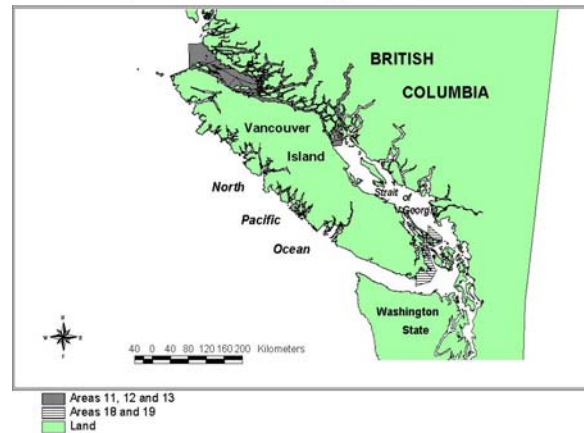 BRITISH
COLUMBIA
Vancouver
Island
Strait of
Georgia
North
Pacific
Ocean
Washington
State
N
W E
40 0 40 80 120 160 200 Kilometers
Areas 11, 12 and 13
Areas 18 and 19
Land